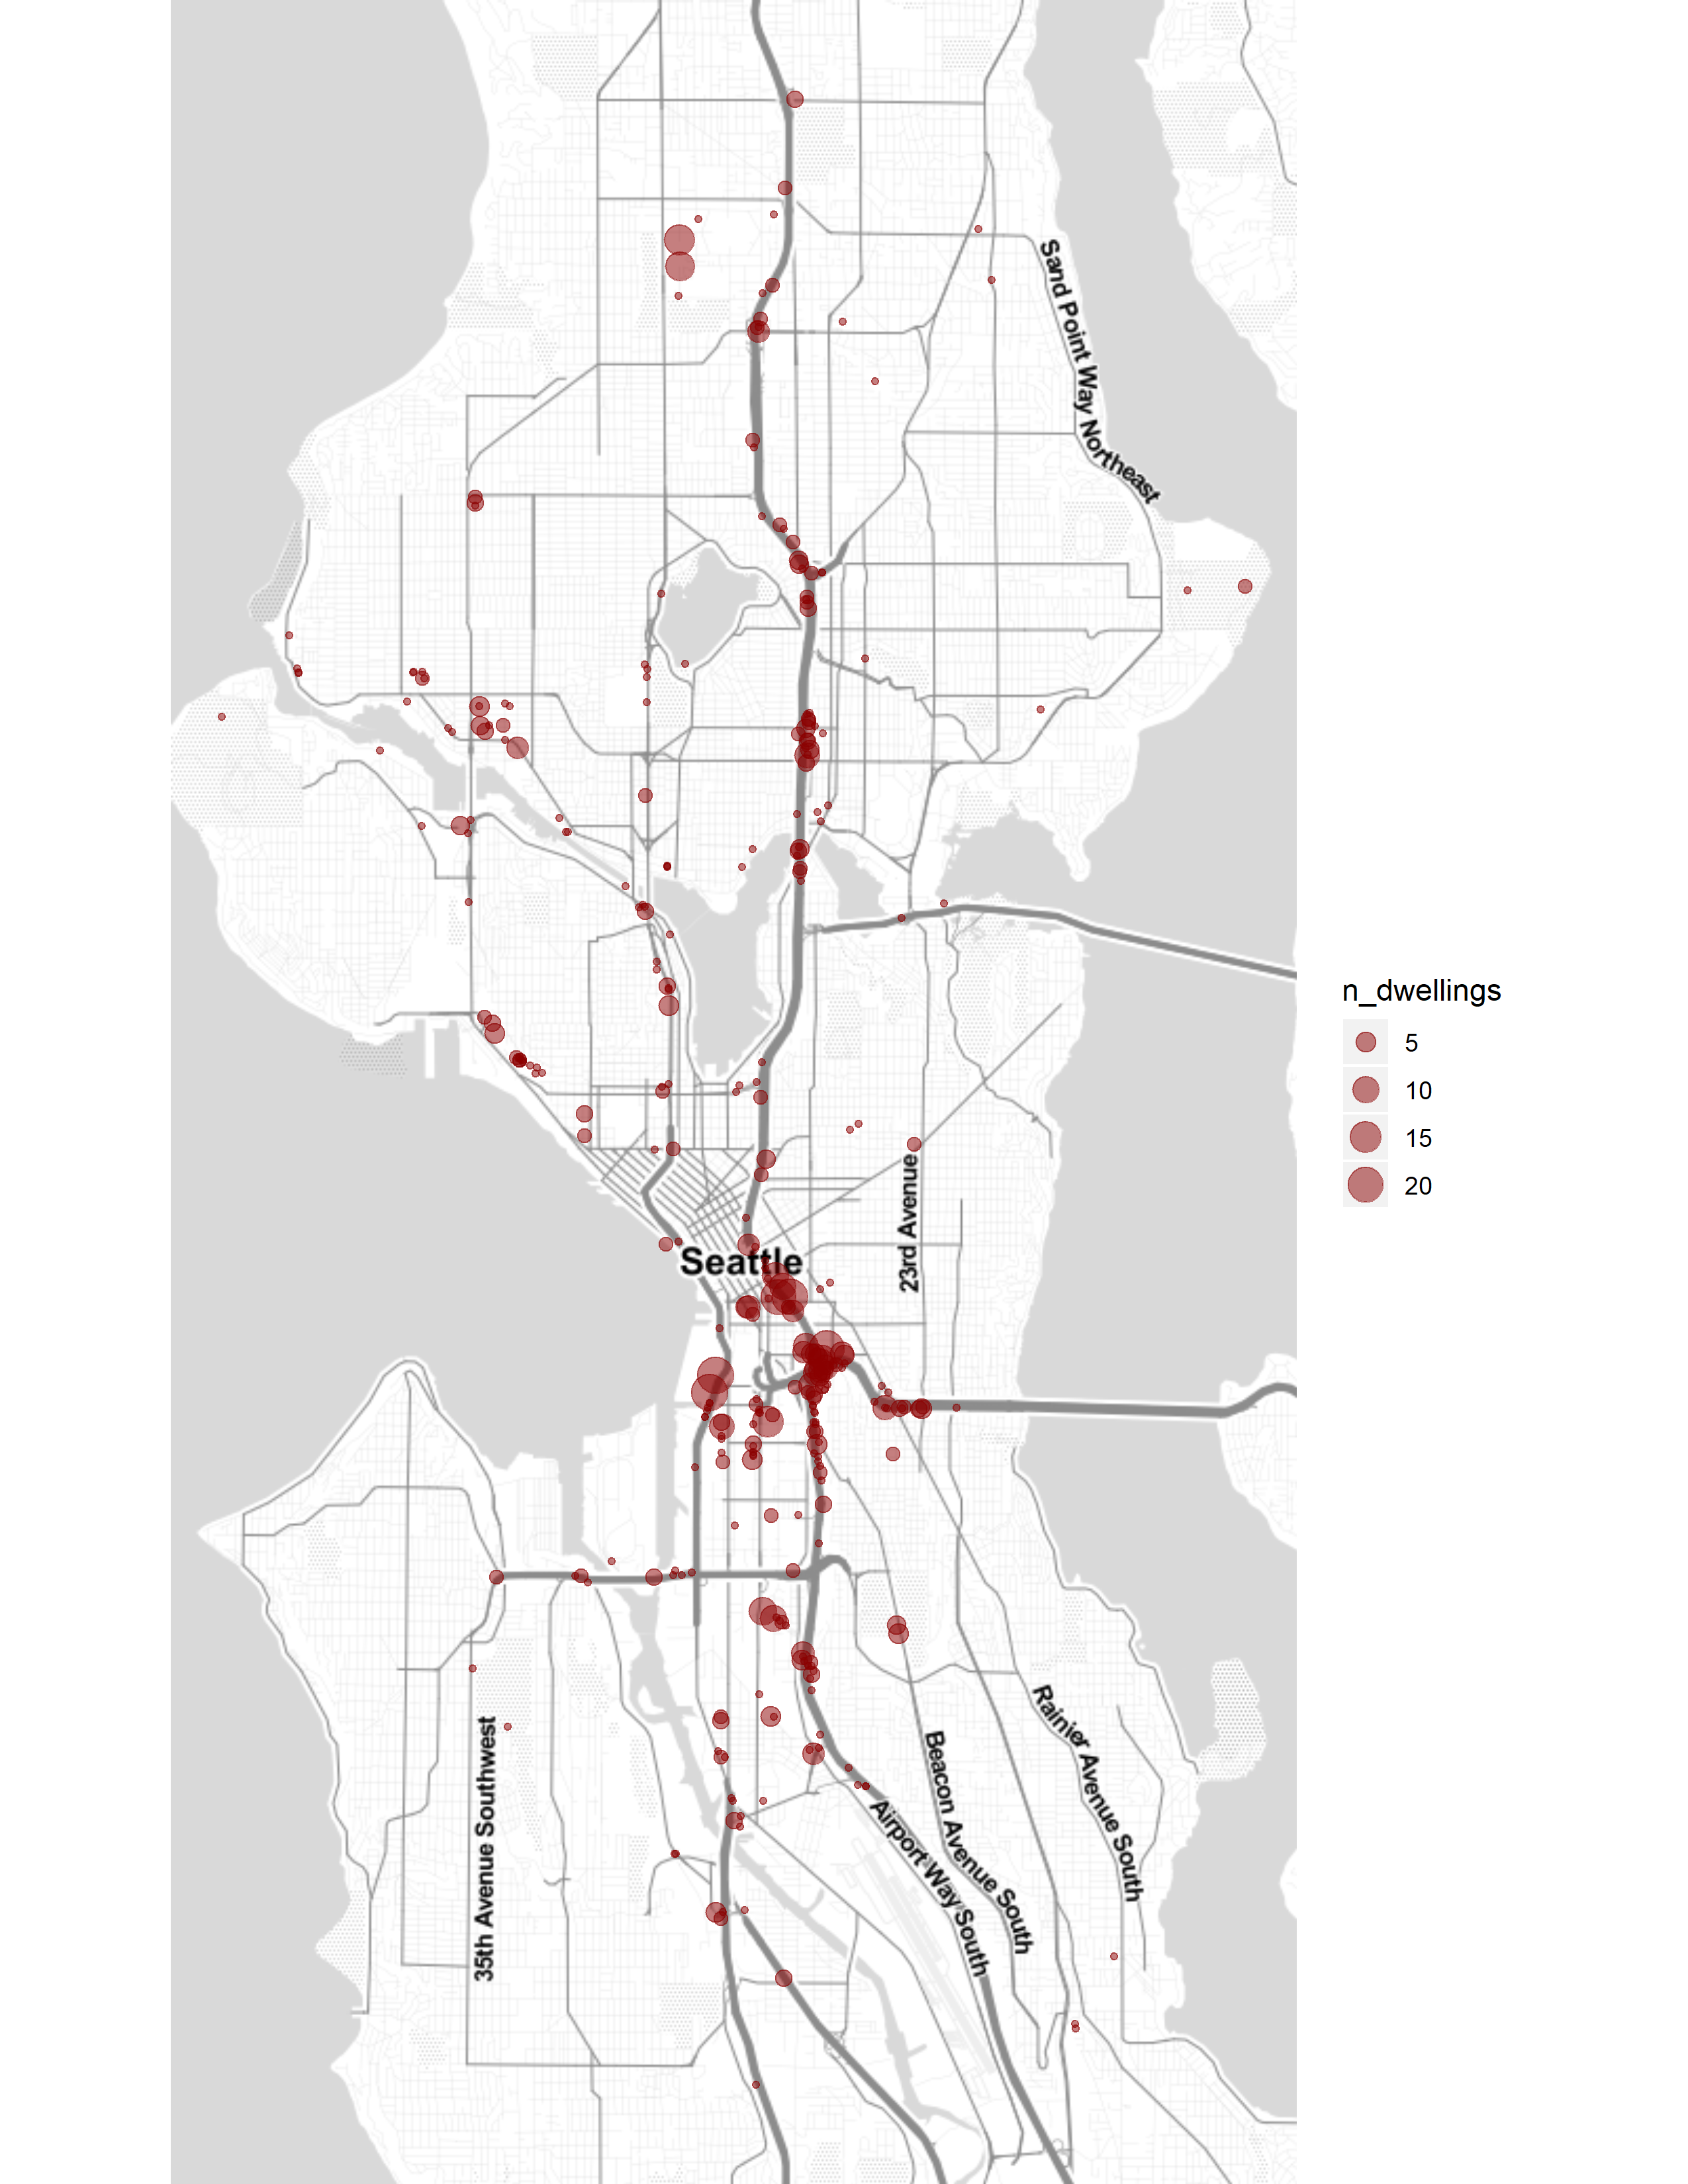 Sand Point Way Northeast
n_dwellings
5
10
15
20
23rd Avenue
Seattle
35th Avenue Southwest
Rainier Avenue South
Beacon Avenue South
Airport Way South